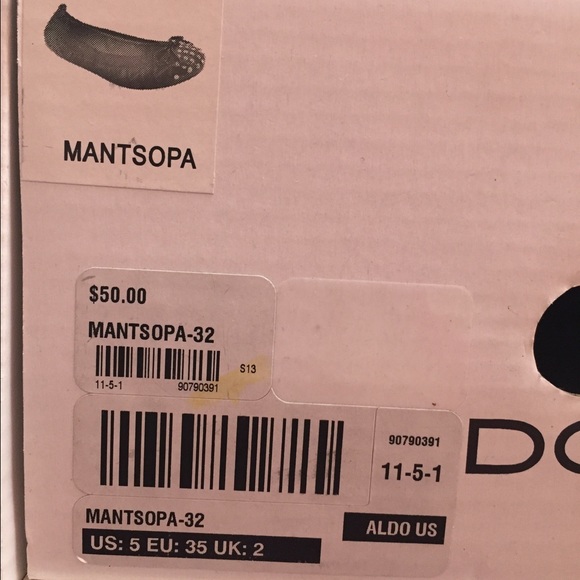 MANTSOPA
$50.00
MANTSOPA-32
S13
11-5-1 90790391
90790391
11-5-1
DO
MANTSOPA-32
ALDO US
US: 5 EU: 35 UK: 2